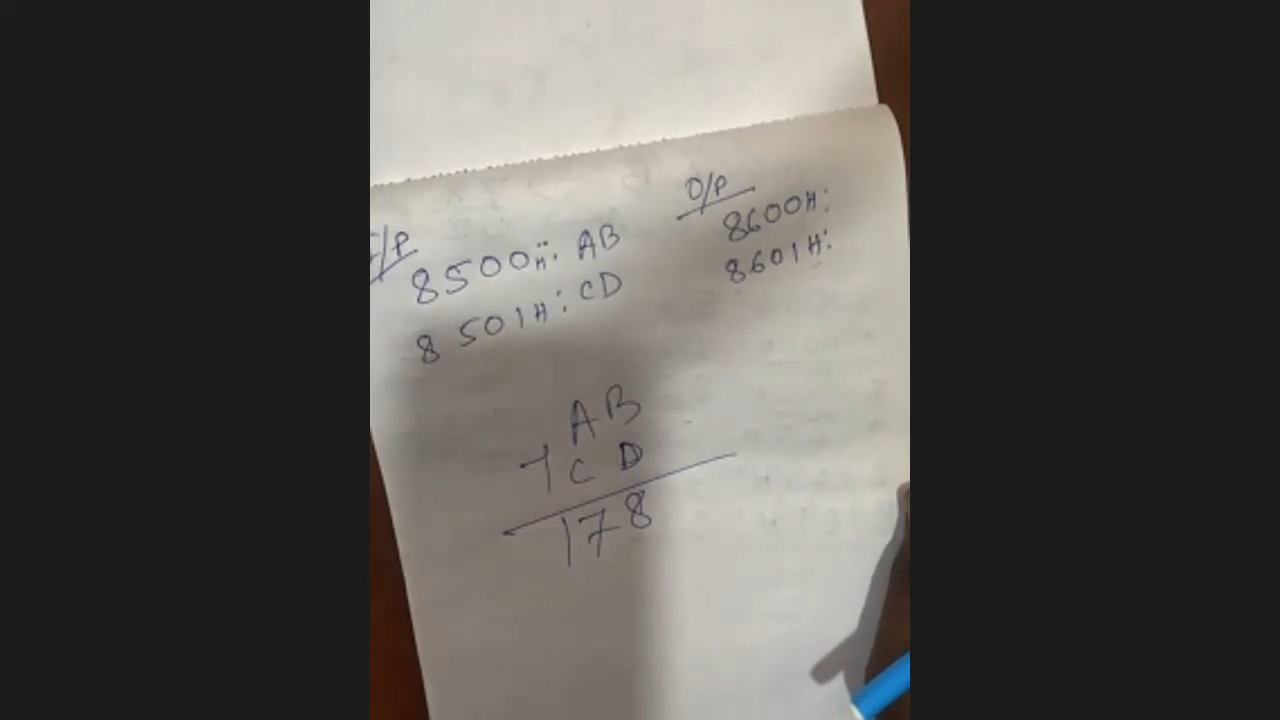 I/P
8500H: AB
8501H: CD
O/P
8600H:
8601H:
AB
+ CD
178